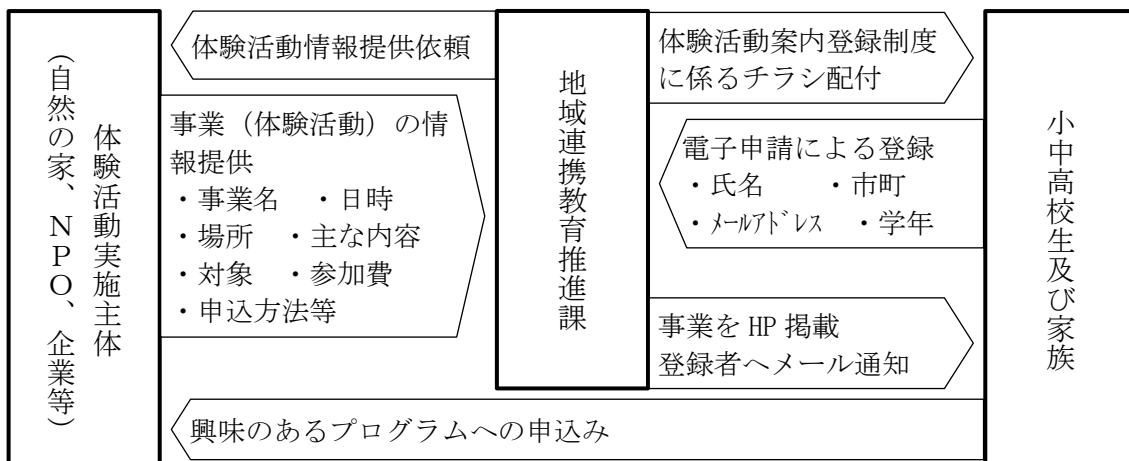 体験活動実施主体
（自然の家、NPO、企業等）
体験活動情報提供依頼
事業（体験活動）の情
報提供
・事業名　・日時
・場所　・主な内容
・対象　・参加費
・申込方法等
地域連携教育推進課
体験活動案内登録制度
に係るチラシ配付
電子申請による登録
・氏名　　・市町
・ﾒｰﾙｱﾄﾞﾚｽ　・学年
事業を HP 掲載
登録者へメール通知
小中高校生及び家族
興味のあるプログラムへの申込み